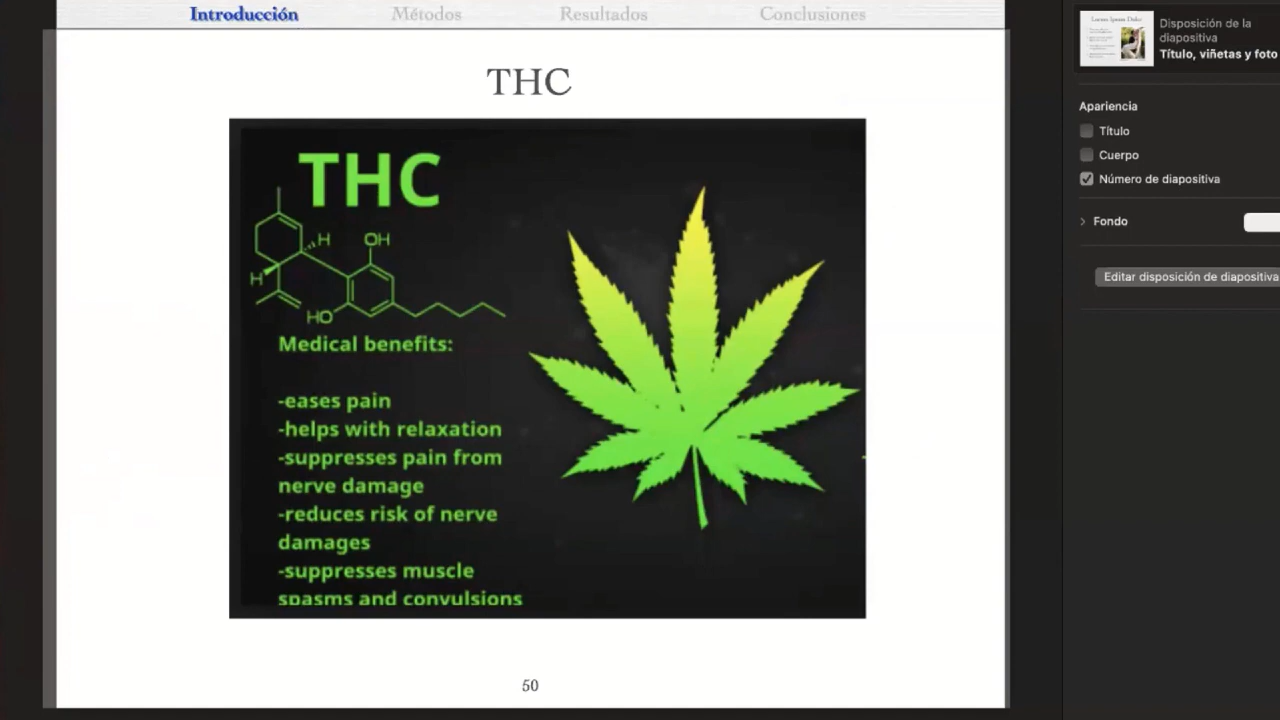 Introducción Métodos Resultados Conclusiones
THC
THC
H
OH
H
HO
Medical benefits:
-eases pain
-helps with relaxation
-suppresses pain from
nerve damage
-reduces risk of nerve
damages
-suppresses muscle
spasms and convulsions
50
Disposición de la
diapositiva
Título, viñetas y foto
Apariencia
Título
Cuerpo
Número de diapositiva
Fondo
Editar disposición de diapositiva